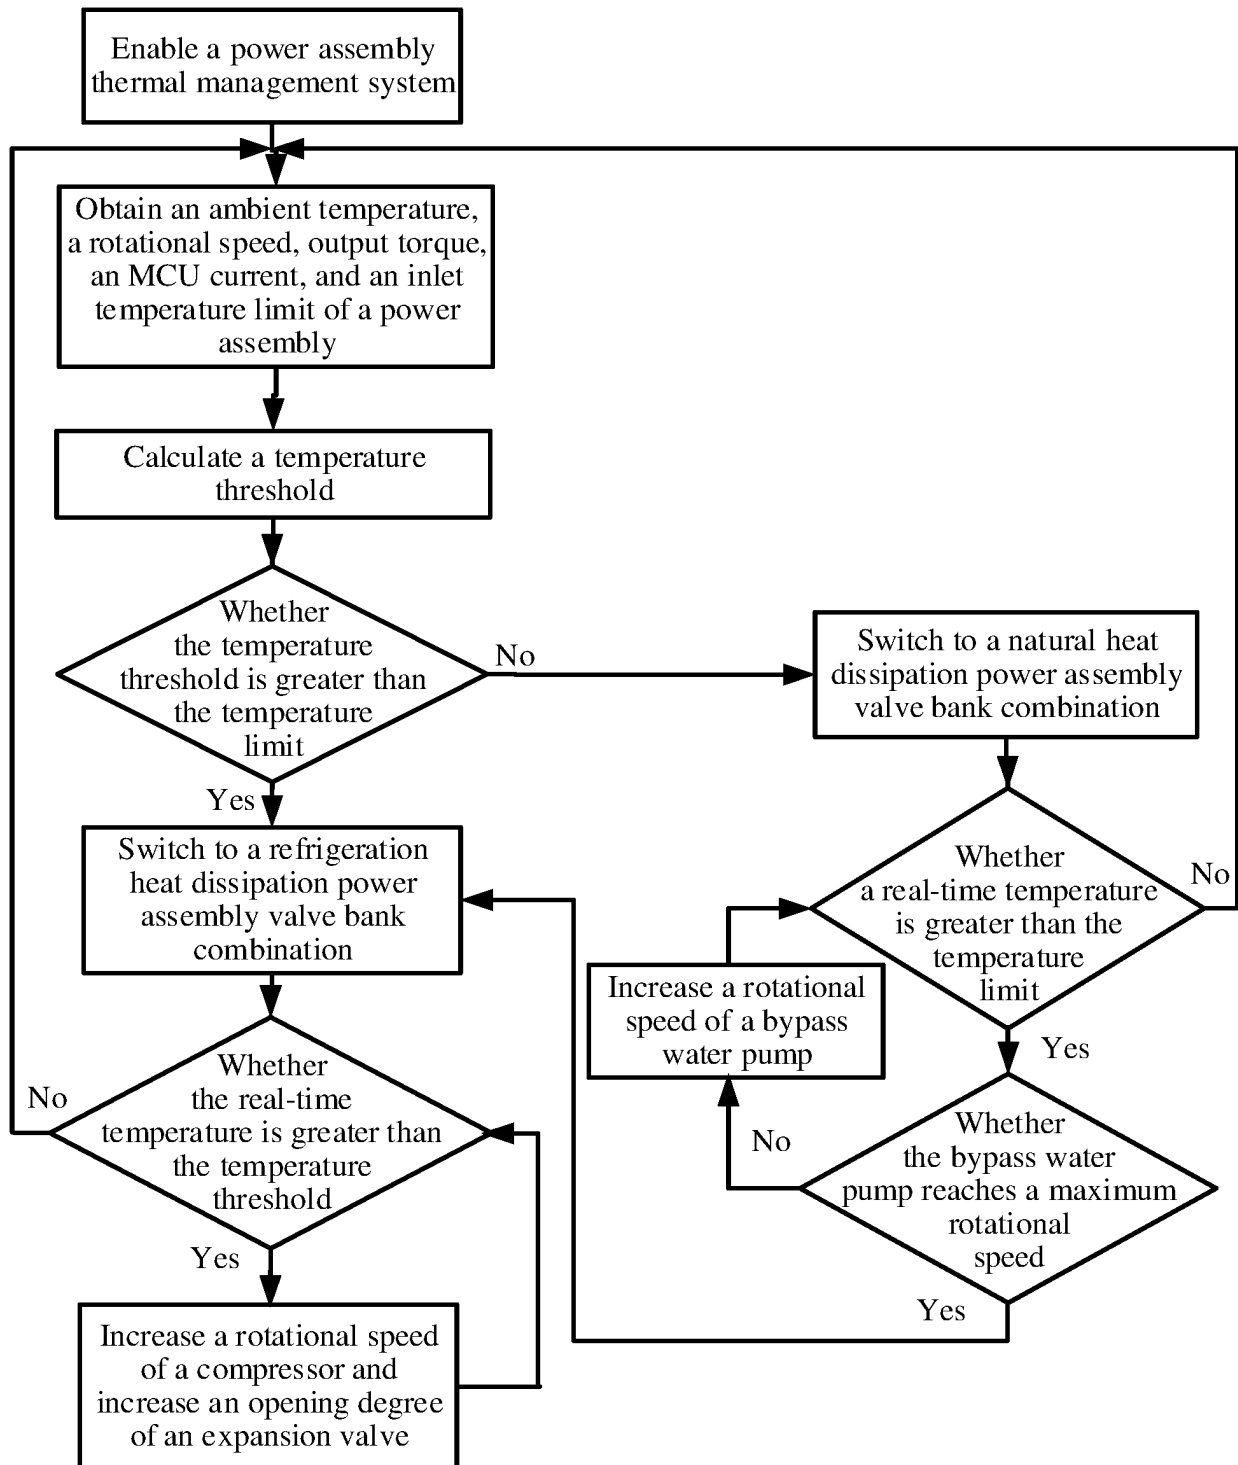 Enable a power assembly
thermal management system
Obtain an ambient temperature,
a rotational speed, output torque,
an MCU current, and an inlet
temperature limit of a power
assembly
Calculate a temperature
threshold
Whether
the temperature
threshold is greater than
the temperature
limit
No
Yes
Switch to a natural heat
dissipation power assembly
valve bank combination
Switch to a refrigeration
heat dissipation power
assembly valve bank
combination
Whether
a real-time temperature
is greater than the
temperature
limit
No
Yes
Increase a rotational
speed of a bypass
water pump
Whether
the real-time
temperature is greater than
the temperature
threshold
No
Yes
Whether
the bypass water
pump reaches a maximum
rotational
speed
No
Yes
Increase a rotational speed
of a compressor and
increase an opening degree
of an expansion valve